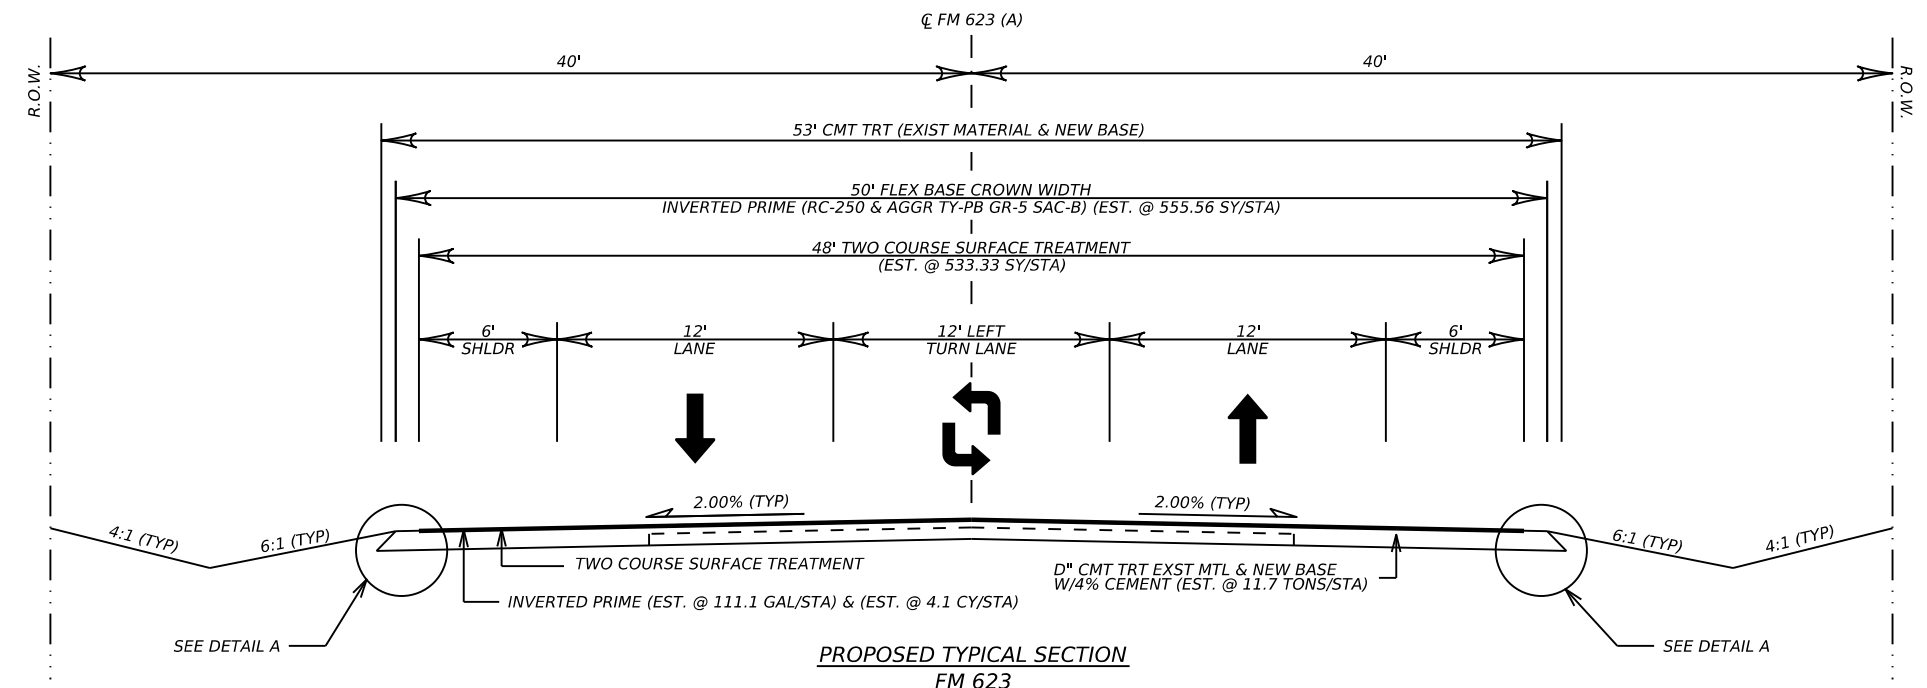 ℄ FM 623 (A)
40'
40'
R.O.W.
R.O.W.
53' CMT TRT (EXIST MATERIAL & NEW BASE)
50' FLEX BASE CROWN WIDTH
INVERTED PRIME (RC-250 & AGGR TY-PB GR-5 SAC-B) (EST. @ 555.56 SY/STA)
48' TWO COURSE SURFACE TREATMENT
(EST. @ 533.33 SY/STA)
6'
SHLDR
12'
LANE
12' LEFT
TURN LANE
12'
LANE
6'
SHLDR
2.00% (TYP)
2.00% (TYP)
4:1 (TYP)
6:1 (TYP)
6:1 (TYP)
4:1 (TYP)
TWO COURSE SURFACE TREATMENT
D" CMT TRT EXST MTL & NEW BASE
W/4% CEMENT (EST. @ 11.7 TONS/STA)
INVERTED PRIME (EST. @ 111.1 GAL/STA) & (EST. @ 4.1 CY/STA)
SEE DETAIL A
SEE DETAIL A
PROPOSED TYPICAL SECTION
FM 623